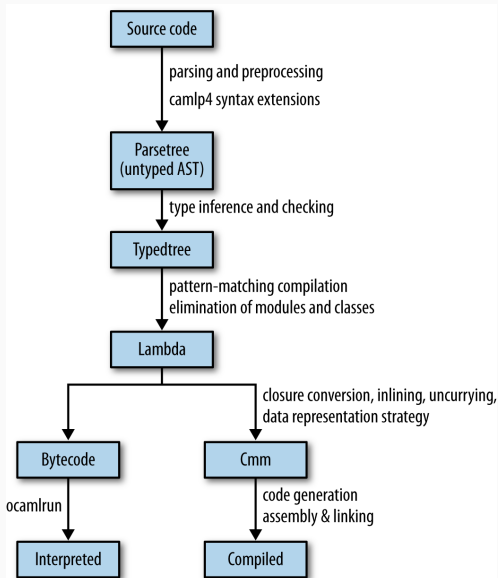 Source code
parsing and preprocessing
camlp4 syntax extensions
Parsetree
(untyped AST)
type inference and checking
Typedtree
pattern-matching compilation
elimination of modules and classes
Lambda
closure conversion, inlining, uncurrying,
data representation strategy
Bytecode
Cmm
ocamlrun
code generation
assembly & linking
Interpreted
Compiled